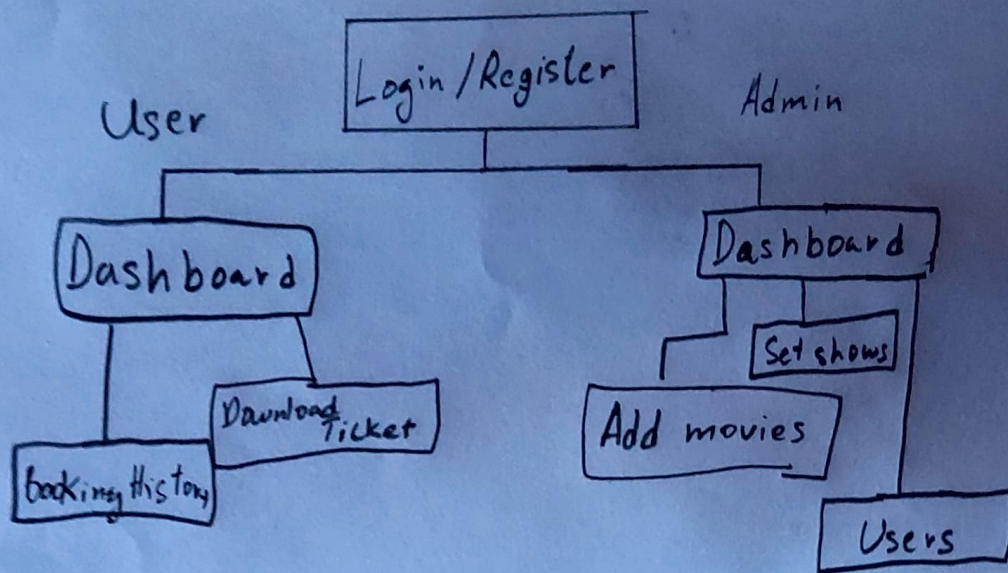 Login/Register
User
Admin
Dashboard
Dashboard
Set shows
Download
Ticket
Add movies
Booking History
Users